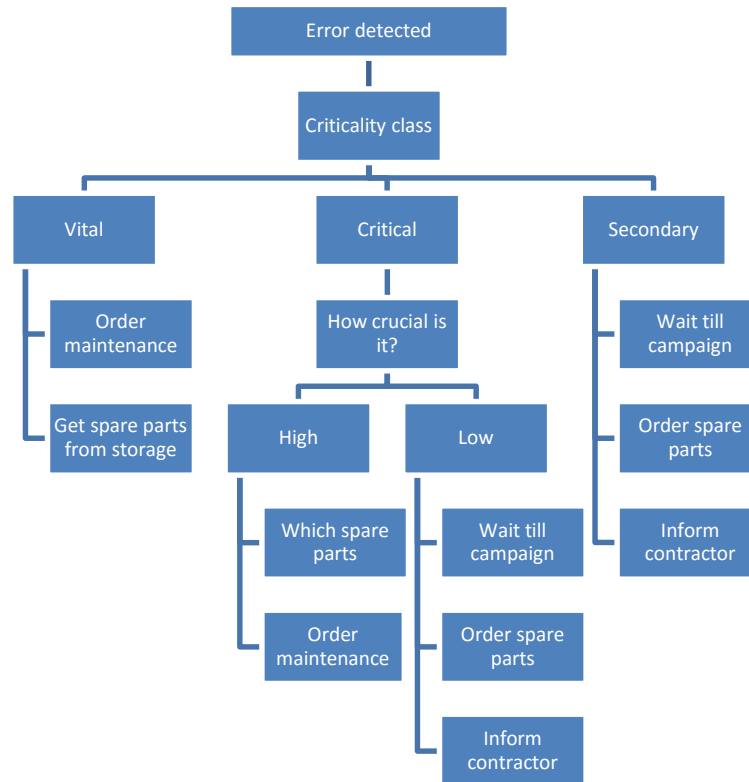 Error detected
Criticality class
Vital
Critical
Secondary
Order
maintenance
How crucial is
it?
Wait till
campaign
Get spare parts
from storage
High
Low
Order spare
parts
Which spare
parts
Wait till
campaign
Inform
contractor
Order
maintenance
Order spare
parts
Inform
contractor